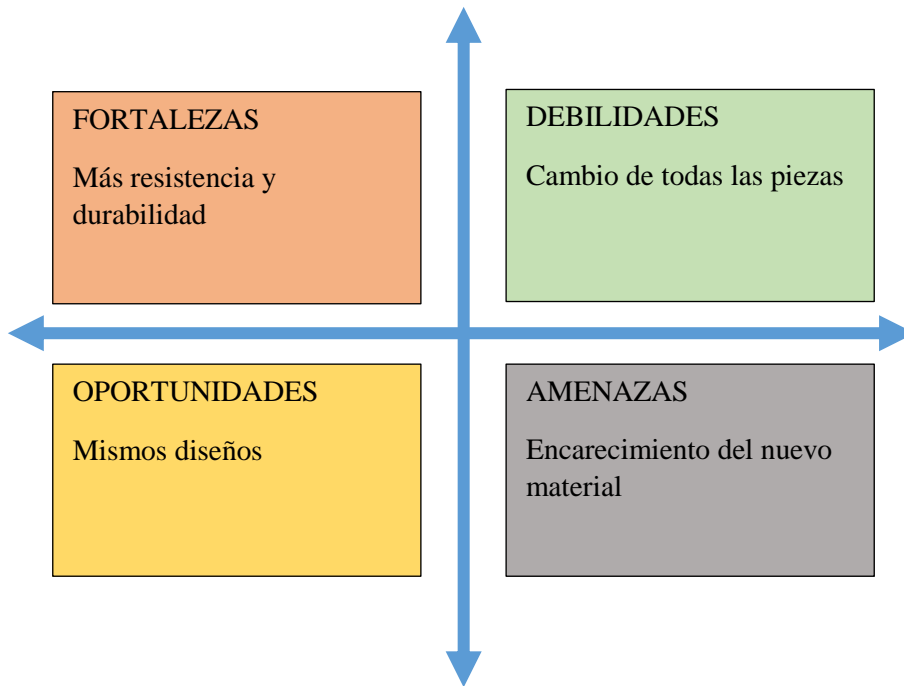 FORTALEZAS
Más resistencia y
durabilidad
DEBILIDADES
Cambio de todas las piezas
OPORTUNIDADES
Mismos diseños
AMENAZAS
Encarecimiento del nuevo
material